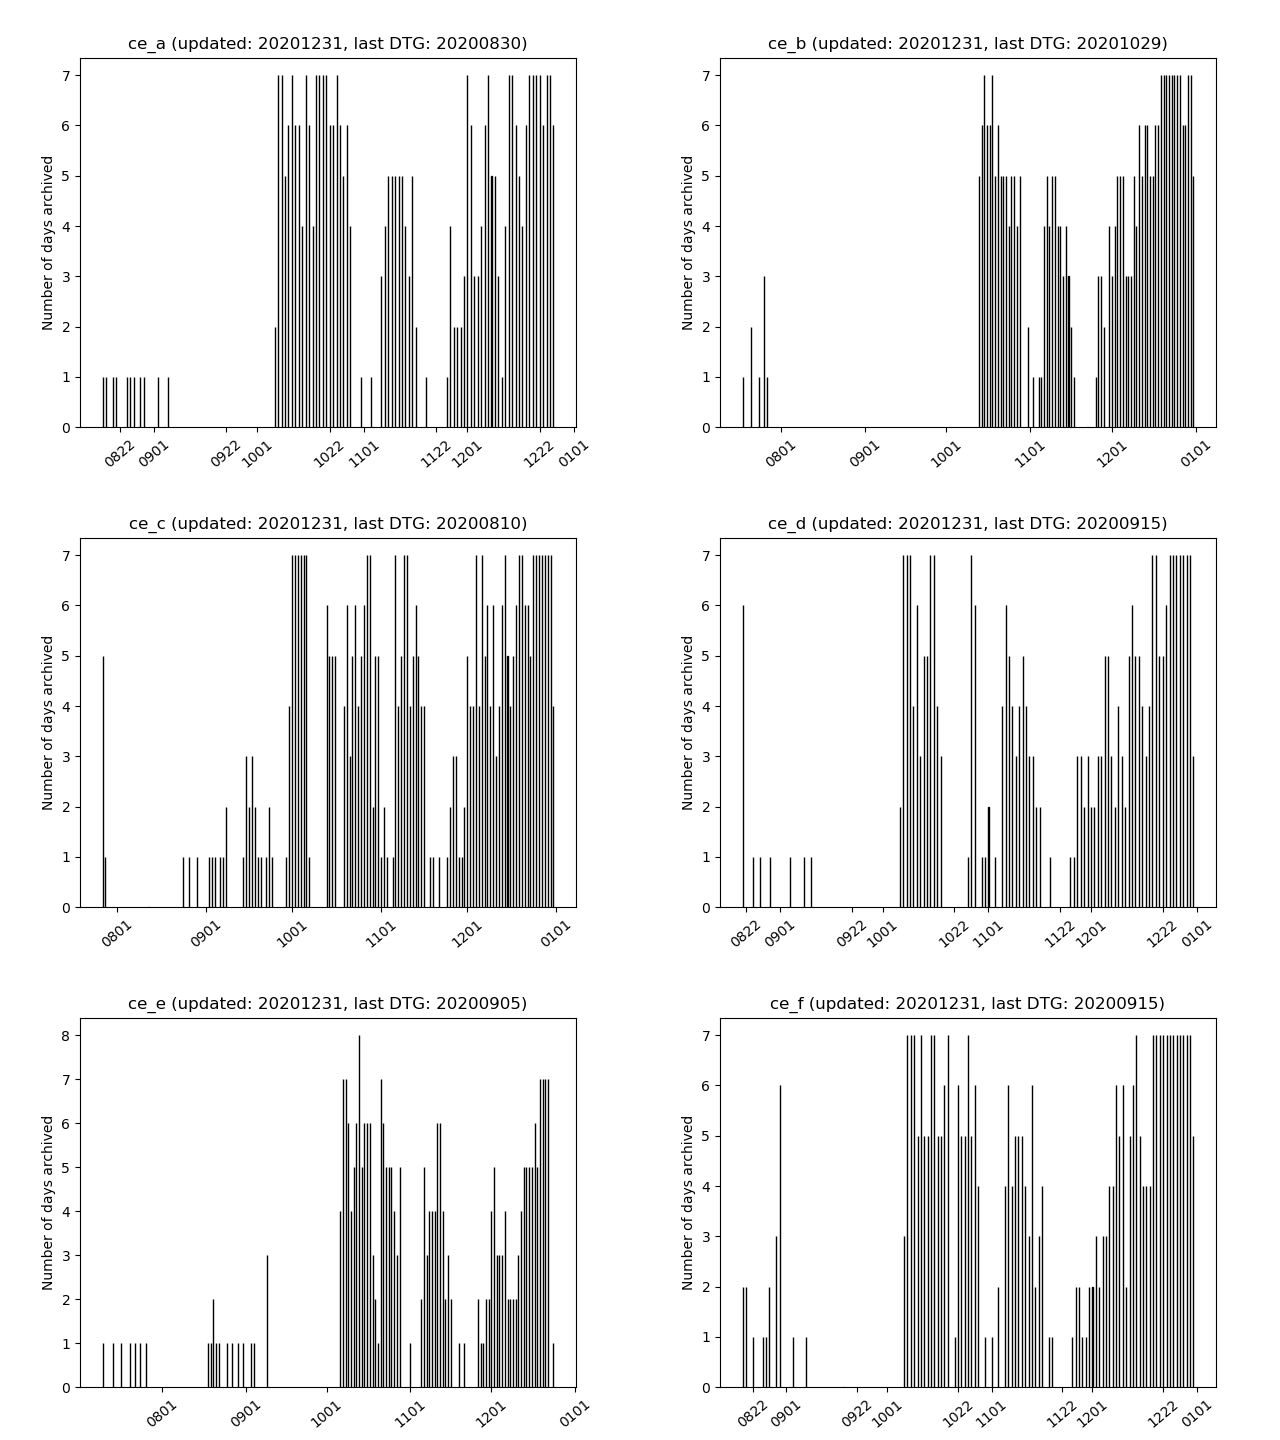 ce_a (updated: 20201231, last DTG: 20200830)
Number of days archived
7
6
5
4
3
2
1
0
0822 0901 0922 1001 1022 1101 1122 1201 1222 0101
ce_b (updated: 20201231, last DTG: 20201029)
Number of days archived
7
6
5
4
3
2
1
0
0801 0901 1001 1101 1201 0101
ce_c (updated: 20201231, last DTG: 20200810)
Number of days archived
7
6
5
4
3
2
1
0
0801 0901 1001 1101 1201 0101
ce_d (updated: 20201231, last DTG: 20200915)
Number of days archived
7
6
5
4
3
2
1
0
0822 0901 0922 1001 1022 1101 1122 1201 1222 0101
ce_e (updated: 20201231, last DTG: 20200905)
Number of days archived
8
7
6
5
4
3
2
1
0
0801 0901 1001 1101 1201 0101
ce_f (updated: 20201231, last DTG: 20200915)
Number of days archived
7
6
5
4
3
2
1
0
0822 0901 0922 1001 1022 1101 1122 1201 1222 0101